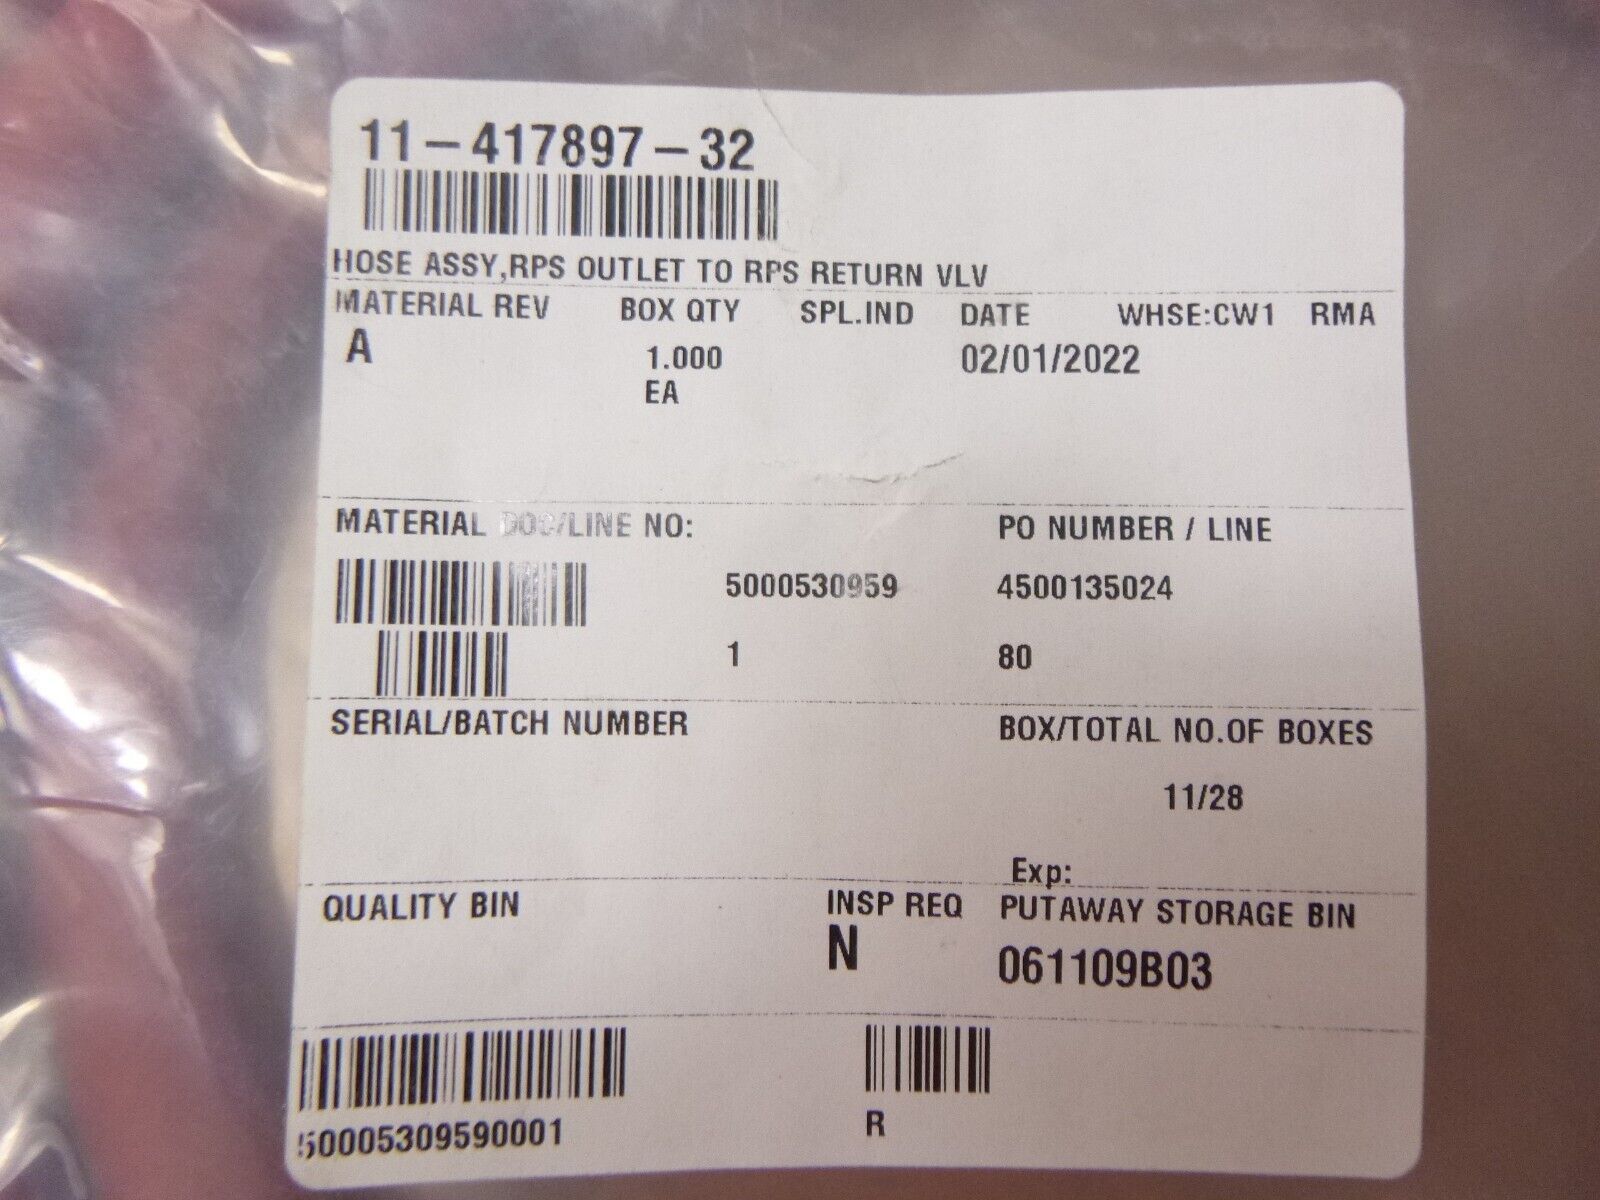 11-417897-32
HOSE ASSY,RPS OUTLET TO RPS RETURN VLV
MATERIAL REV BOX QTY SPL.IND DATE WHSE:CW1 RMA
A 1.000 02/01/2022
EA
MATERIAL DOC/LINE NO: PO NUMBER / LINE
5000530959 4500135024
1 80
SERIAL/BATCH NUMBER BOX/TOTAL NO.OF BOXES
11/28
Exp:
QUALITY BIN INSP REQ PUTAWAY STORAGE BIN
N 061109B03
50005309590001 R